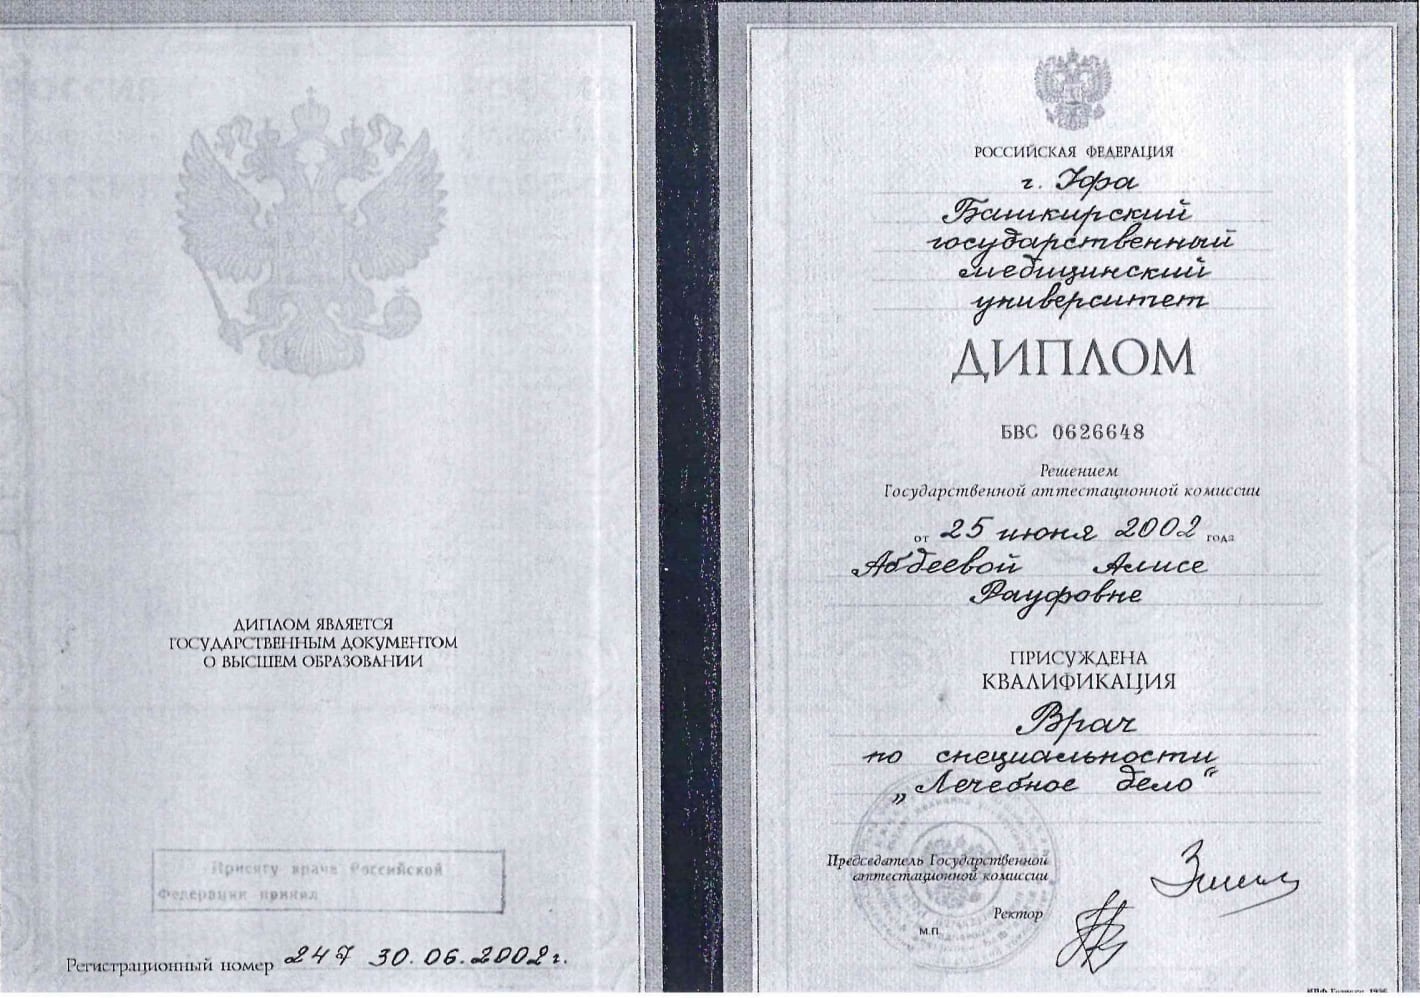 ДИПЛОМ ЯВЛЯЕТСЯ
ГОСУДАРСТВЕННЫМ ДОКУМЕНТОМ
О ВЫСШЕМ ОБРАЗОВАНИИ
Присягу врача Российской
Федерации принял
Регистрационный номер 247 30.06.2002г.
РОССИЙСКАЯ ФЕДЕРАЦИЯ
г. Уфа
Башкирский
государственный
медицинский
университет
ДИПЛОМ
БВС 0626648
Решением
Государственной аттестационной комиссии
от 25 июня 2002 года
Абдеевой Алисе
Рауфовне
ПРИСУЖДЕНА
КВАЛИФИКАЦИЯ
Врач
по специальности
„Лечебное дело“
Председатель Государственной
аттестационной комиссии
Ректор
М.П.